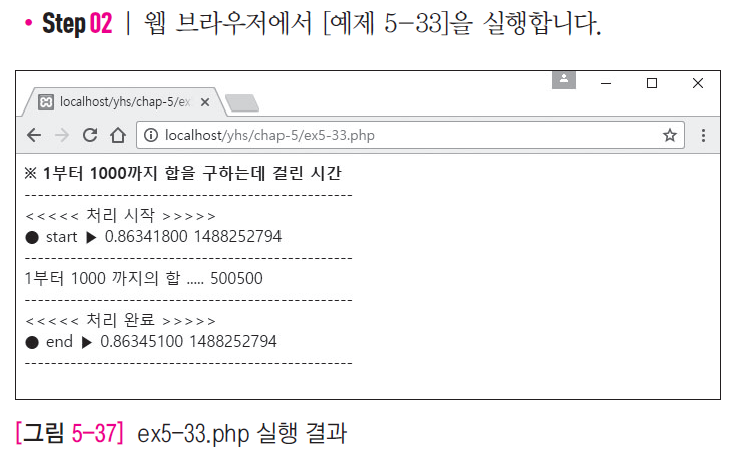 • Step 02 | 웹 브라우저에서 [예제 5-33]을 실행합니다.
localhost/yhs/chap-5/ex
localhost/yhs/chap-5/ex5-33.php
※ 1부터 1000까지 합을 구하는데 걸린 시간
----------------------------------------------------
<<<<< 처리 시작 >>>>>
● start ▶ 0.86341800 1488252794
----------------------------------------------------
1부터 1000 까지의 합 ..... 500500
----------------------------------------------------
<<<<< 처리 완료 >>>>>
● end ▶ 0.86345100 1488252794
----------------------------------------------------
[그림 5-37] ex5-33.php 실행 결과